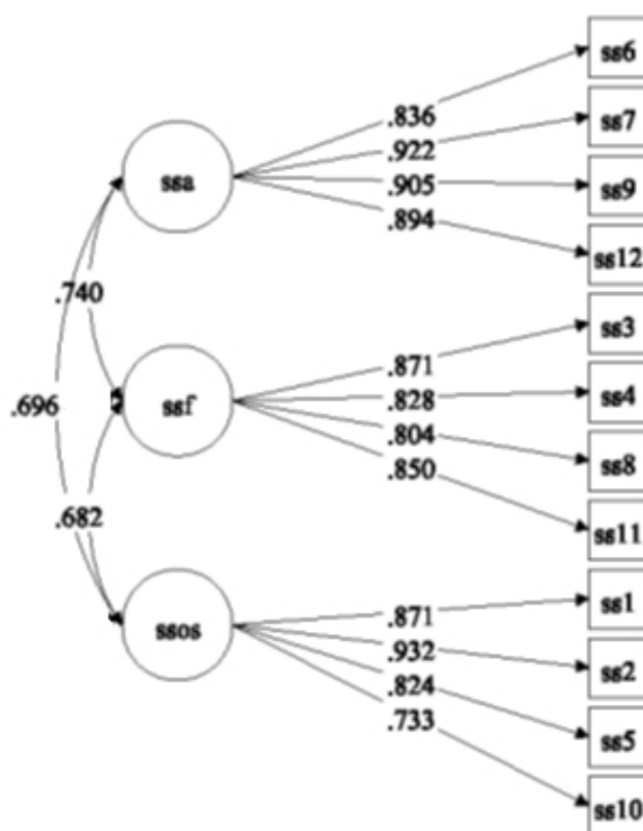 ss6
.836
ss7
.922
ssa
.905
ss9
.894
ss12
.740
ss3
.871
.828
ss4
.696
ssf
.804
ss8
.850
ss11
.682
ss1
.871
ssos
.932
ss2
.824
ss5
.733
ss10